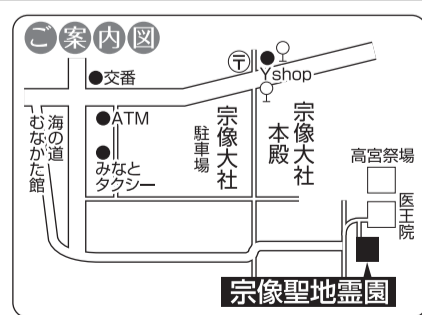 ご案内図
〒
Yshop
交番
ATM
みなと
タクシー
海の道
むなかた館
宗像大社
駐車場
宗像大社
本殿
高宮祭場
医王院
宗像聖地霊園